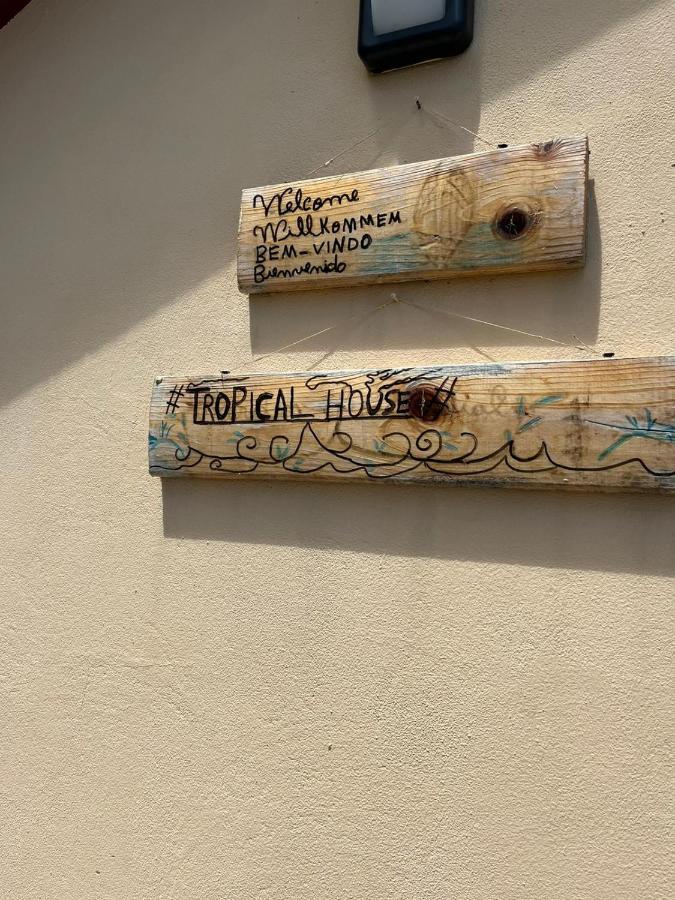 Welcome
WillKOMMEM
BEM-VINDO
Bienvenido
#TROPICAL HOUSE#